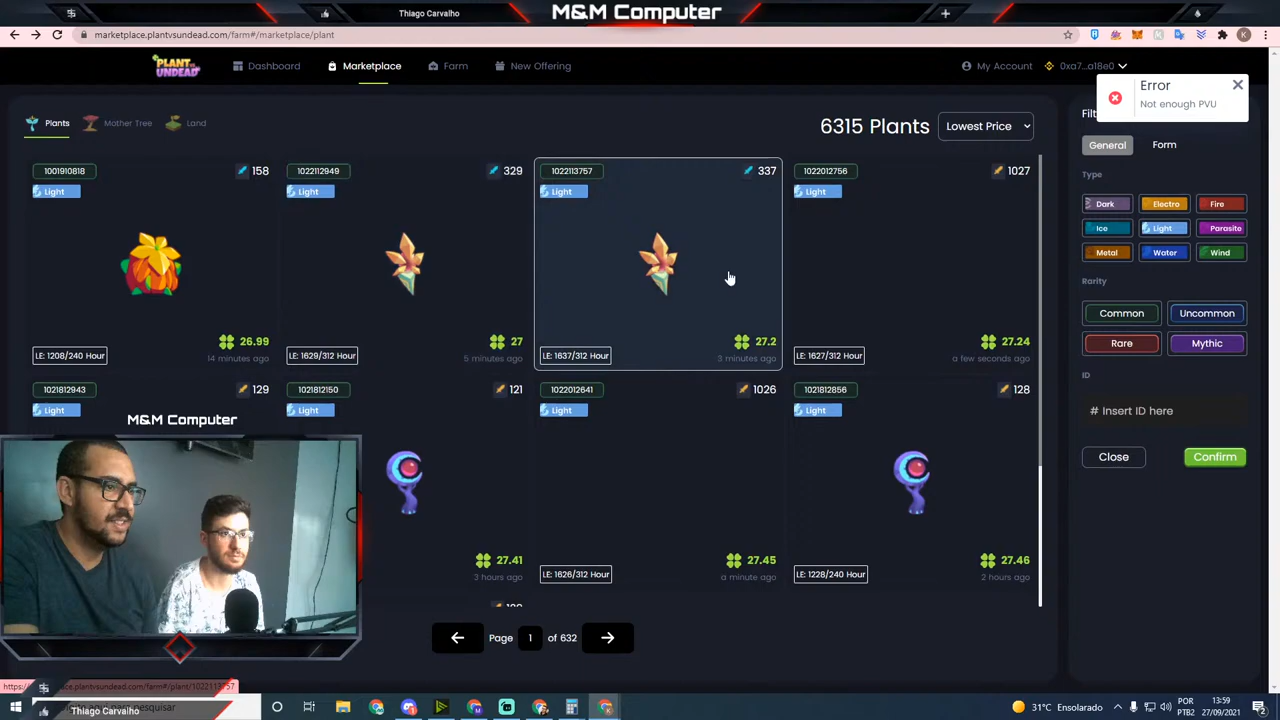 Thiago Carvalho
M&M Computer
marketplace.plantvsundead.com/farm#/marketplace/plant
K
PLANT
UNDEAD
Dashboard
Marketplace
Farm
New Offering
My Account
0xa7...a18e0
Error
Not enough PVU
Plants
Mother Tree
Land
6315 Plants
Lowest Price
General
Form
Type
Dark
Electro
Fire
Ice
Light
Parasite
Metal
Water
Wind
Rarity
Common
Uncommon
Rare
Mythic
ID
# Insert ID here
Close
Confirm
1001910818
158
Light
26.99
LE: 1208/240 Hour
14 minutes ago
1022112949
329
Light
27
LE: 1629/312 Hour
5 minutes ago
1022113757
337
Light
27.2
LE: 1637/312 Hour
3 minutes ago
1022012756
1027
Light
27.24
LE: 1627/312 Hour
a few seconds ago
1021812943
129
Light
1021812150
121
Light
27.41
3 hours ago
1022012641
1026
Light
27.45
LE: 1626/312 Hour
a minute ago
1021812856
128
Light
27.46
LE: 1228/240 Hour
2 hours ago
M&M Computer
Page 1 of 632
Thiago Carvalho
pesquisar
31°C Ensolarado
POR
PTB2
13:59
27/09/2021